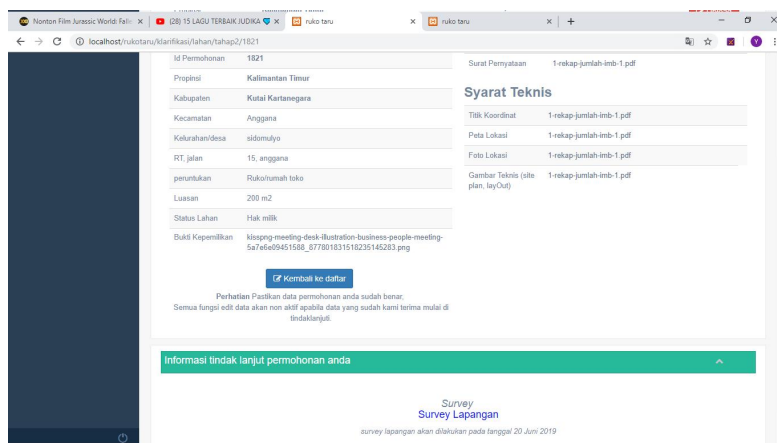 Nonton Film Jurassic World: Falle
(28) 15 LAGU TERBAIK JUDIKA
ruko taru
ruko taru
localhost/rukotaru/klarifikasi/lahan/tahap2/1821
Id Permohonan 1821
Propinsi Kalimantan Timur
Kabupaten Kutai Kartanegara
Kecamatan Anggana
Kelurahan/desa sidomulyo
RT, jalan 15, anggana
peruntukan Ruko/rumah toko
Luasan 200 m2
Status Lahan Hak milik
Bukti Kepemilikan kisspng-meeting-desk-illustration-business-people-meeting-
5a7e6e09451588_877801831518235145283.png
Kembali ke daftar
Perhatian Pastikan data permohonan anda sudah benar,
Semua fungsi edit data akan non aktif apabila data yang sudah kami terima mulai di
tindaklanjuti.
Surat Pernyataan 1-rekap-jumlah-imb-1.pdf
Syarat Teknis
Titik Koordinat 1-rekap-jumlah-imb-1.pdf
Peta Lokasi 1-rekap-jumlah-imb-1.pdf
Foto Lokasi 1-rekap-jumlah-imb-1.pdf
Gambar Teknis (site 1-rekap-jumlah-imb-1.pdf
plan, layOut)
Informasi tindak lanjut permohonan anda
Survey
Survey Lapangan
survey lapangan akan dilakukan pada tanggal 20 Juni 2019